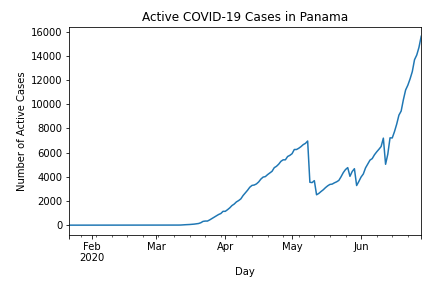 Active COVID-19 Cases in Panama
16000
14000
12000
10000
8000
6000
4000
2000
0
Number of Active Cases
Feb
2020
Mar
Apr
May
Jun
Day